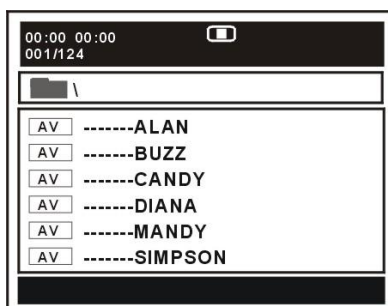 00:00 00:00
001/124
\
AV -------ALAN
AV -------BUZZ
AV -------CANDY
AV -------DIANA
AV -------MANDY
AV -------SIMPSON